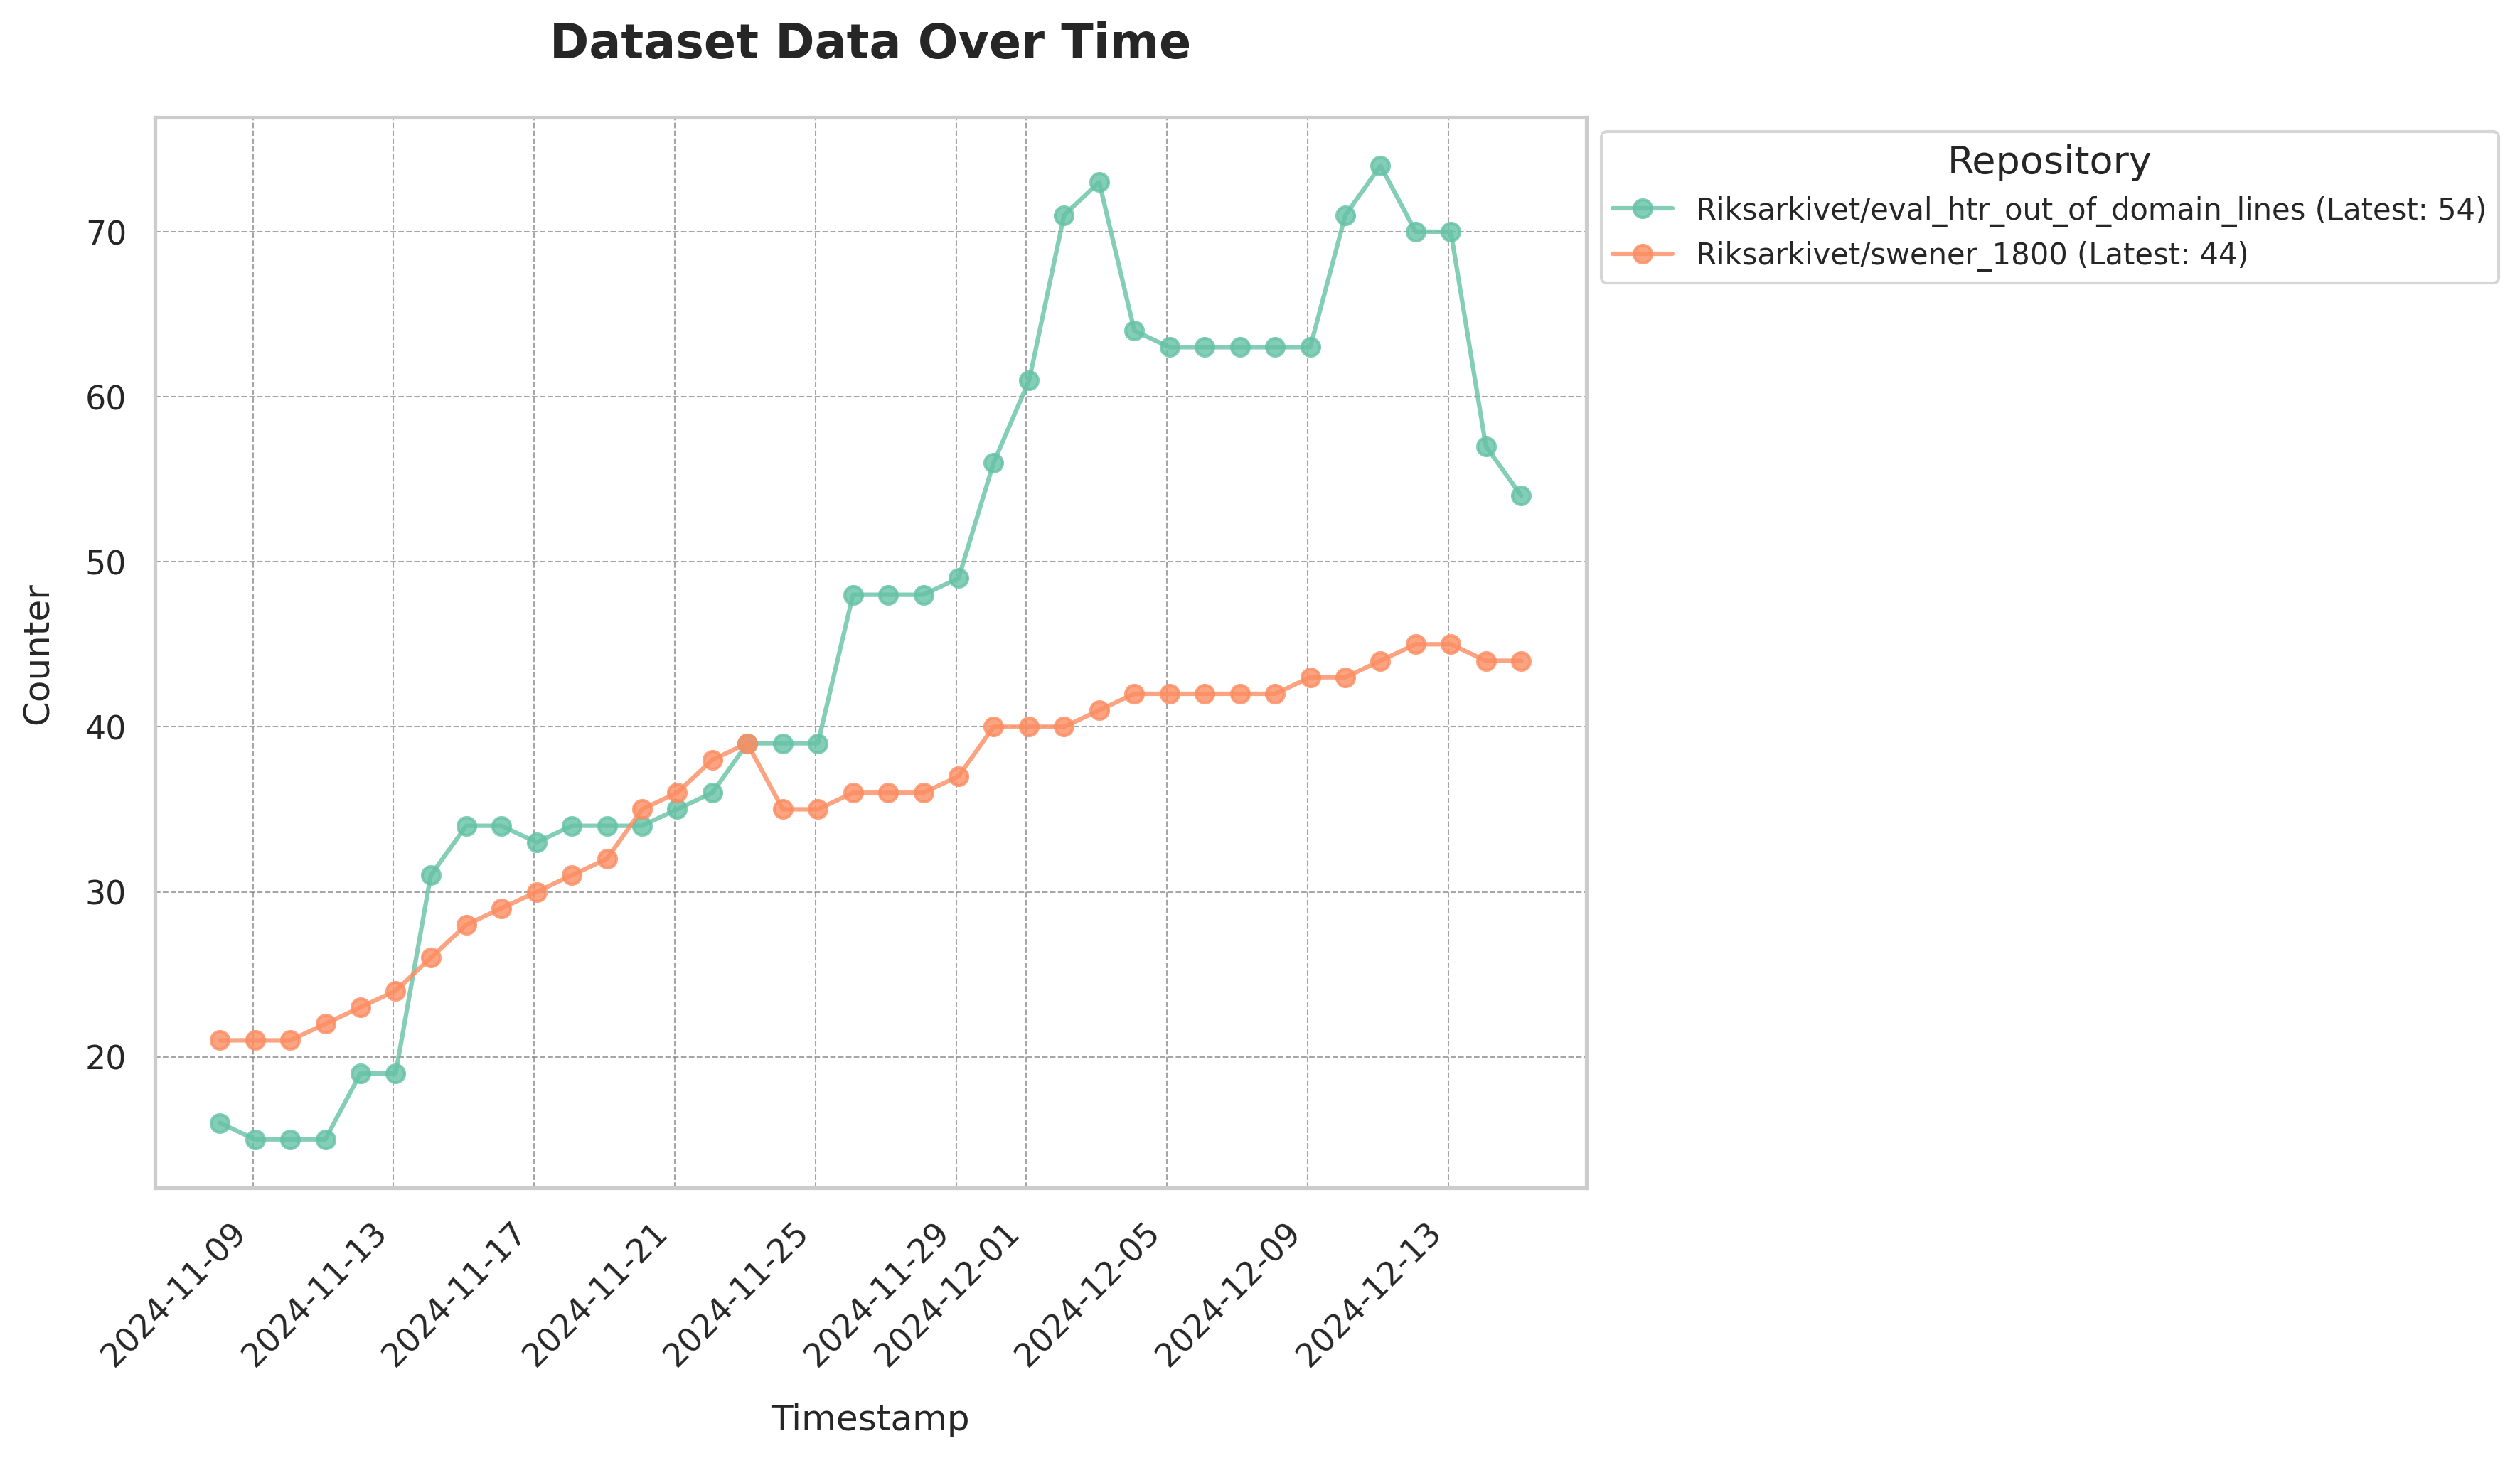 Dataset Data Over Time
Repository
Riksarkivet/eval_htr_out_of_domain_lines (Latest: 54)
Riksarkivet/swener_1800 (Latest: 44)
Counter
70
60
50
40
30
20
2024-11-09
2024-11-13
2024-11-17
2024-11-21
2024-11-25
2024-11-29
2024-12-01
2024-12-05
2024-12-09
2024-12-13
Timestamp